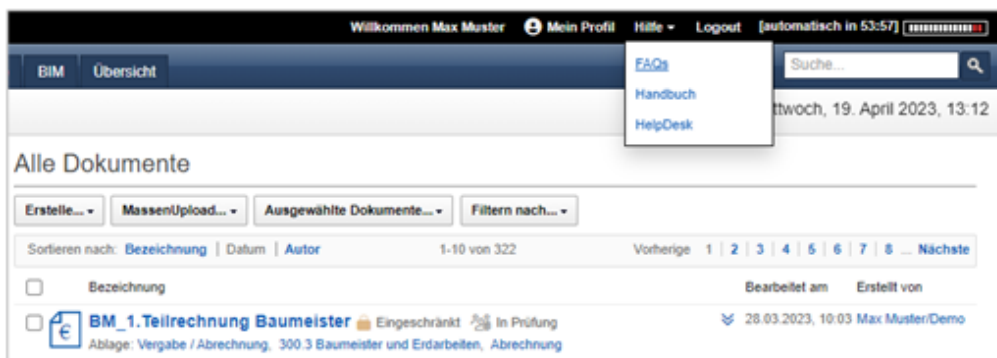 Willkommen Max Muster Mein Profil Hilfe Logout [automatisch in 53:57]
BIM Übersicht Suche...
FAQs
Handbuch
HelpDesk
ttwoch, 19. April 2023, 13:12
Alle Dokumente
Erstelle... MassenUpload... Ausgewählte Dokumente... Filtern nach...
Sortieren nach: Bezeichnung | Datum | Autor 1-10 von 322 Vorherige 1 | 2 | 3 | 4 | 5 | 6 | 7 | 8 ... Nächste
Bezeichnung Bearbeitet am Erstellt von
BM_1.Teilrechnung Baumeister Eingeschränkt In Prüfung 28.03.2023, 10:03 Max Muster/Demo
Ablage: Vergabe / Abrechnung, 300.3 Baumeister und Erdarbeiten, Abrechnung